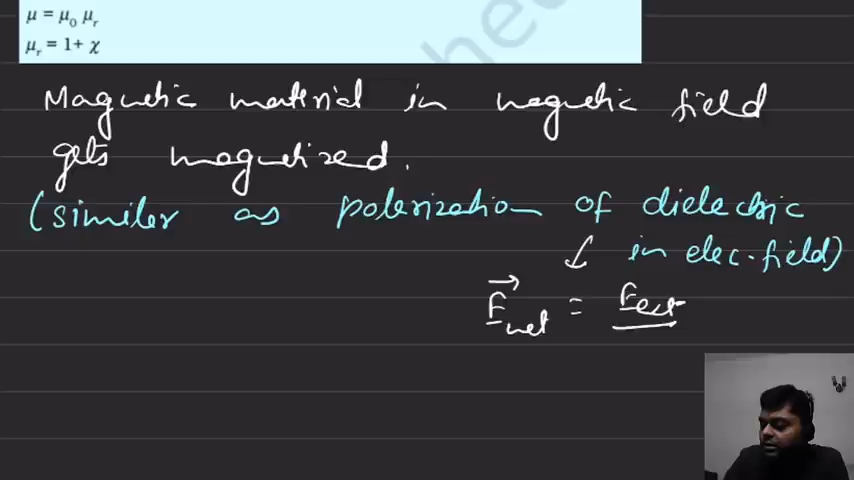 μ = μ₀ μᵣ
μᵣ = 1+ χ
Magnetic material in magnetic field
gets magnetized.
(similar as polarization of dielectric
in elec. field)
E⃗net = Eext